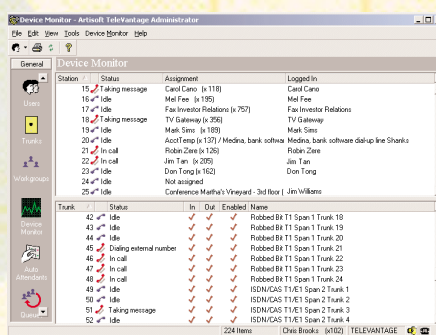 Device Monitor - Artisoft TeleVantage Administrator
File Edit View Tools Device Monitor Help
General
Device Monitor
Users
Trunks
Workgroups
Device Monitor
Auto Attendants
Queue
Station Status Assignment Logged In
15 Taking message Carol Cano (x 118) Carol Cano
16 Idle Mel Fee (x 195) Mel Fee
17 Idle Fax Investor Relations (x 757) Fax Investor Relations
18 Taking message TV Gateway (x 356) TV Gateway
19 Idle Mark Sims (x 189) Mark Sims
20 Idle AcctTemp (x 137) / Medina, bank softwar Medina, bank software dial-up line Shanks
21 In call Robin Zere (x 126) Robin Zere
22 In call Jim Tan (x 205) Jim Tan
23 Idle Don Tong (x 162) Don Tong
24 Idle Not assigned
25 Idle Conference Martha's Vineyard - 3rd floor ( Jim Williams
Trunk Status In Out Enabled Name
42 Idle Robbed Bit T1 Span 1 Trunk 18
43 Idle Robbed Bit T1 Span 1 Trunk 19
44 Idle Robbed Bit T1 Span 1 Trunk 20
45 Dialing external number Robbed Bit T1 Span 1 Trunk 21
46 In call Robbed Bit T1 Span 1 Trunk 22
47 In call Robbed Bit T1 Span 1 Trunk 23
48 In call Robbed Bit T1 Span 1 Trunk 24
49 Idle ISDN/CAS T1/E1 Span 2 Trunk 1
50 Idle ISDN/CAS T1/E1 Span 2 Trunk 2
51 Taking message ISDN/CAS T1/E1 Span 2 Trunk 3
52 Idle ISDN/CAS T1/E1 Span 2 Trunk 4
224 Items Chris Brooks (x102) TELEVANTAGE